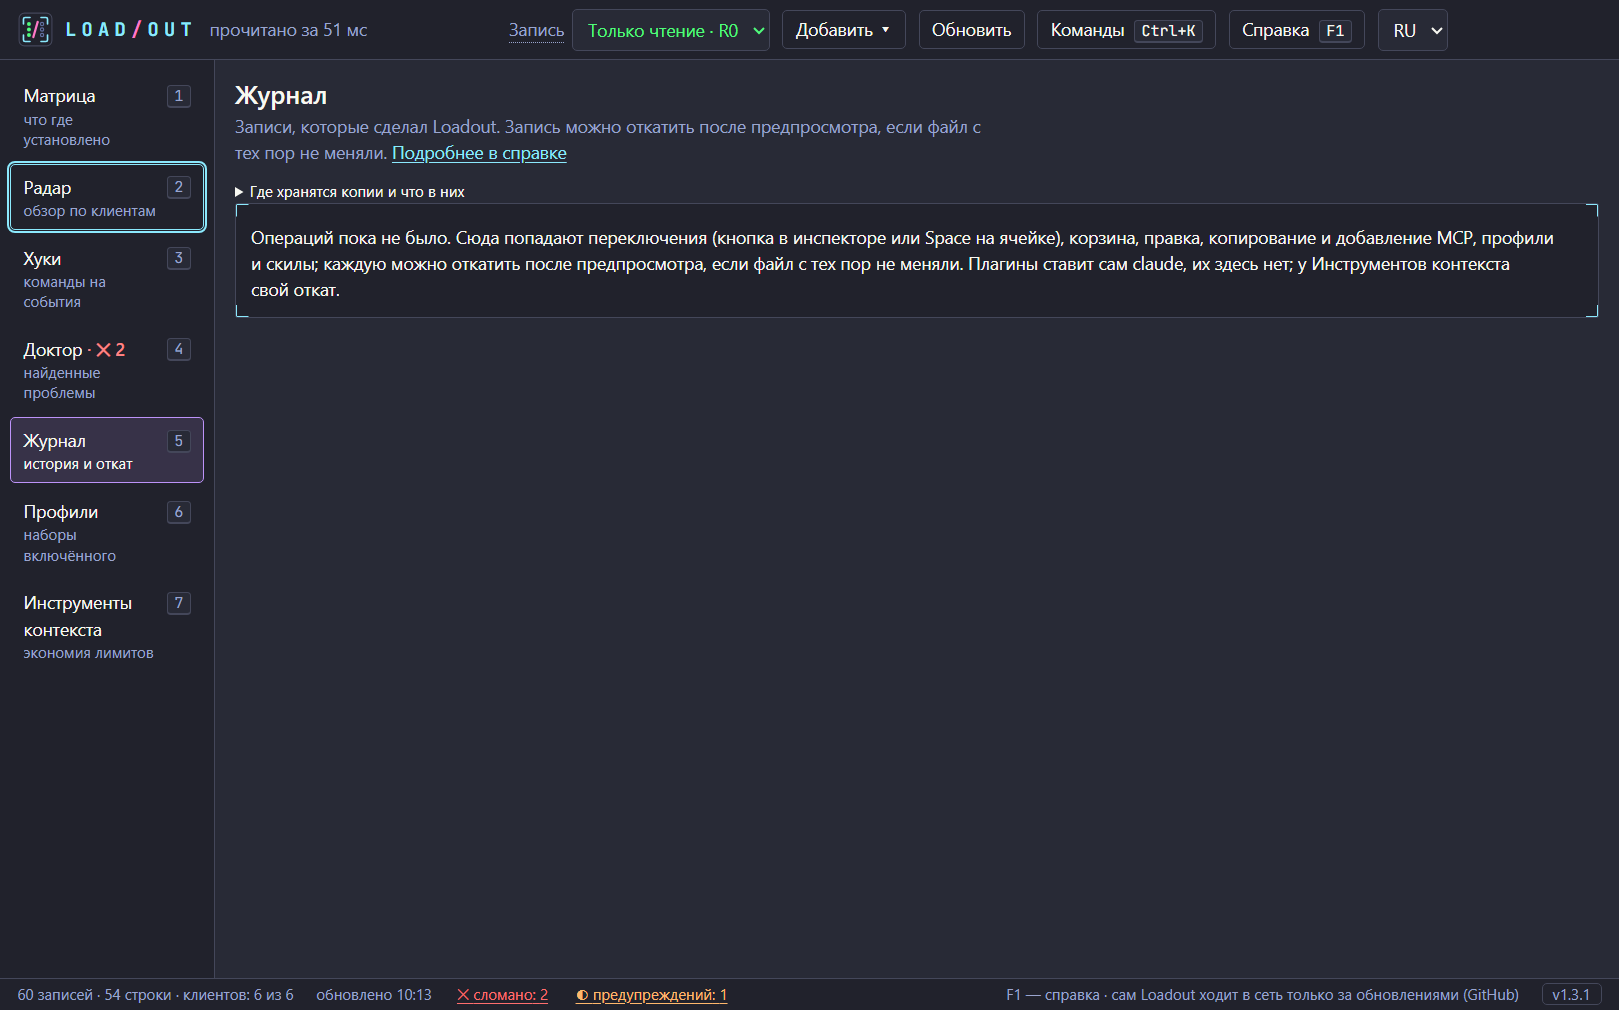 LOAD/OUT прочитано за 51 мс Запись Только чтение · R0 Добавить Обновить Команды Ctrl+K Справка F1 RU
Матрица 1
что где
установлено
Радар 2
обзор по клиентам
Хуки 3
команды на
события
Доктор · ✕ 2 4
найденные
проблемы
Журнал 5
история и откат
Профили 6
наборы
включённого
Инструменты 7
контекста
экономия лимитов
Журнал
Записи, которые сделал Loadout. Запись можно откатить после предпросмотра, если файл с
тех пор не меняли. Подробнее в справке
Где хранятся копии и что в них
Операций пока не было. Сюда попадают переключения (кнопка в инспекторе или Space на ячейке), корзина, правка, копирование и добавление MCP, профили
и скилы; каждую можно откатить после предпросмотра, если файл с тех пор не меняли. Плагины ставит сам claude, их здесь нет; у Инструментов контекста
свой откат.
60 записей · 54 строки · клиентов: 6 из 6 обновлено 10:13 ✕ сломано: 2 ◐ предупреждений: 1 F1 — справка · сам Loadout ходит в сеть только за обновлениями (GitHub) v1.3.1